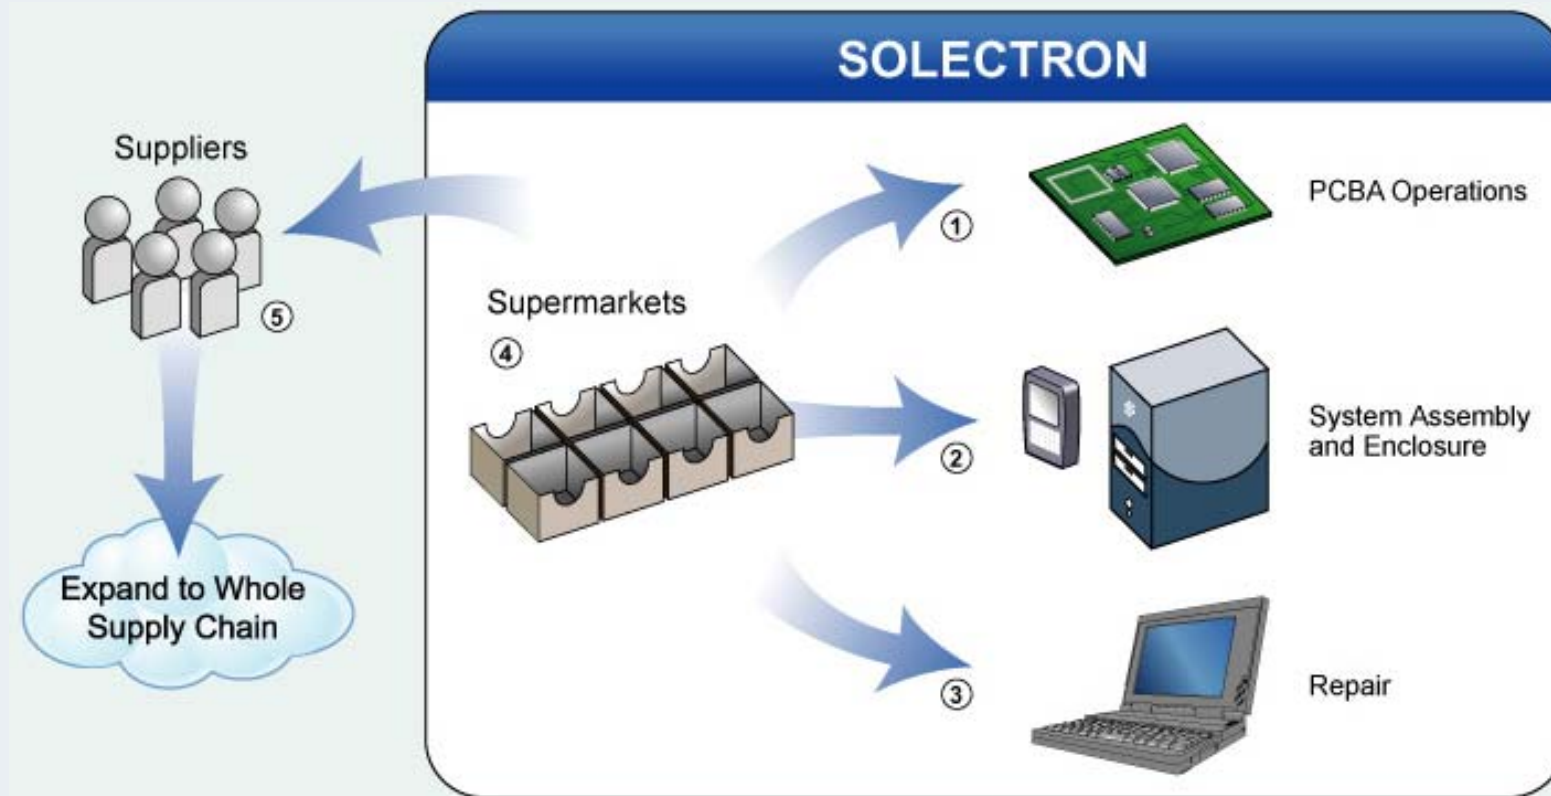 SOLECTRON
Suppliers
⑤
Expand to Whole
Supply Chain
Supermarkets
④
①
PCBA Operations
②
System Assembly
and Enclosure
③
Repair